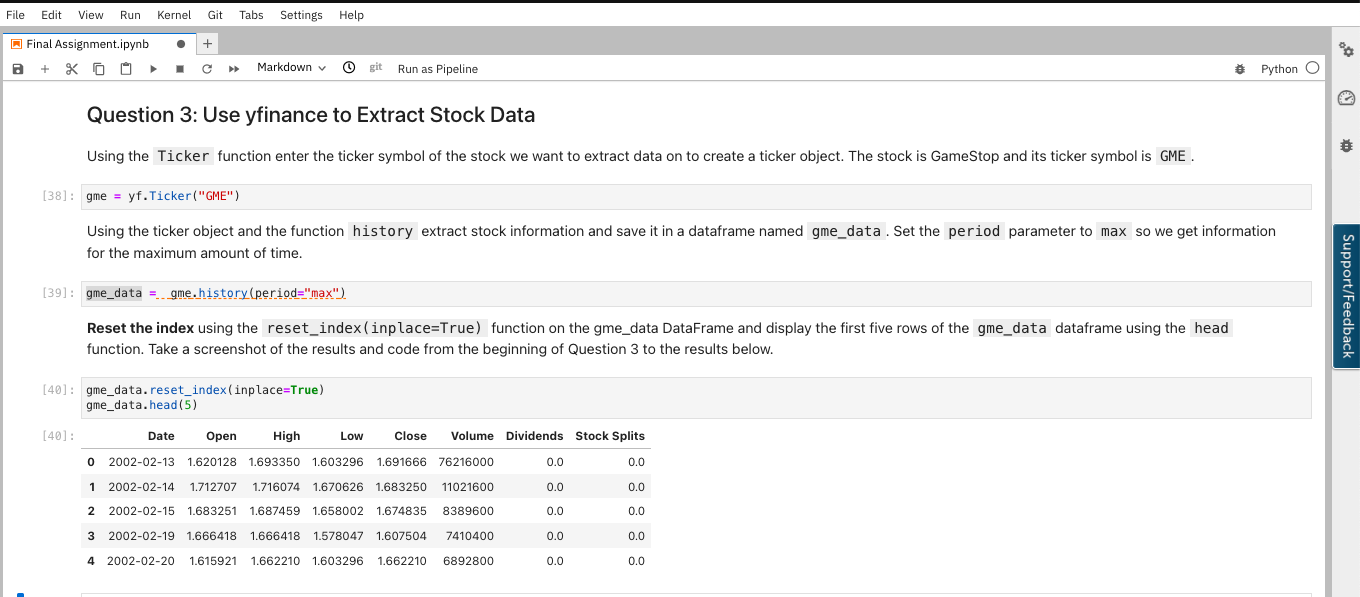 File Edit View Run Kernel Git Tabs Settings Help
Final Assignment.ipynb
Markdown git Run as Pipeline Python
Question 3: Use yfinance to Extract Stock Data
Using the Ticker function enter the ticker symbol of the stock we want to extract data on to create a ticker object. The stock is GameStop and its ticker symbol is GME .
[38]: gme = yf.Ticker("GME")
Using the ticker object and the function history extract stock information and save it in a dataframe named gme_data . Set the period parameter to max so we get information
for the maximum amount of time.
[39]: gme_data =  gme.history(period="max")
Reset the index using the reset_index(inplace=True) function on the gme_data DataFrame and display the first five rows of the gme_data dataframe using the head
function. Take a screenshot of the results and code from the beginning of Question 3 to the results below.
[40]: gme_data.reset_index(inplace=True)
gme_data.head(5)
[40]: Date Open High Low Close Volume Dividends Stock Splits
0 2002-02-13 1.620128 1.693350 1.603296 1.691666 76216000 0.0 0.0
1 2002-02-14 1.712707 1.716074 1.670626 1.683250 11021600 0.0 0.0
2 2002-02-15 1.683251 1.687459 1.658002 1.674835 8389600 0.0 0.0
3 2002-02-19 1.666418 1.666418 1.578047 1.607504 7410400 0.0 0.0
4 2002-02-20 1.615921 1.662210 1.603296 1.662210 6892800 0.0 0.0
Support/Feedback